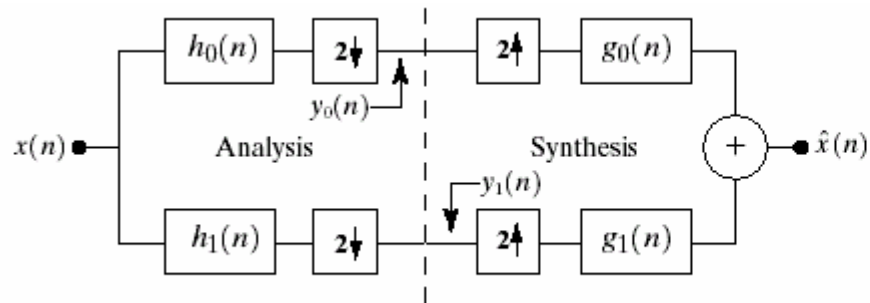 h₀(n) 2↓ 2↑ g₀(n)
y₀(n)
x(n) Analysis Synthesis + x̂(n)
y₁(n)
h₁(n) 2↓ 2↑ g₁(n)